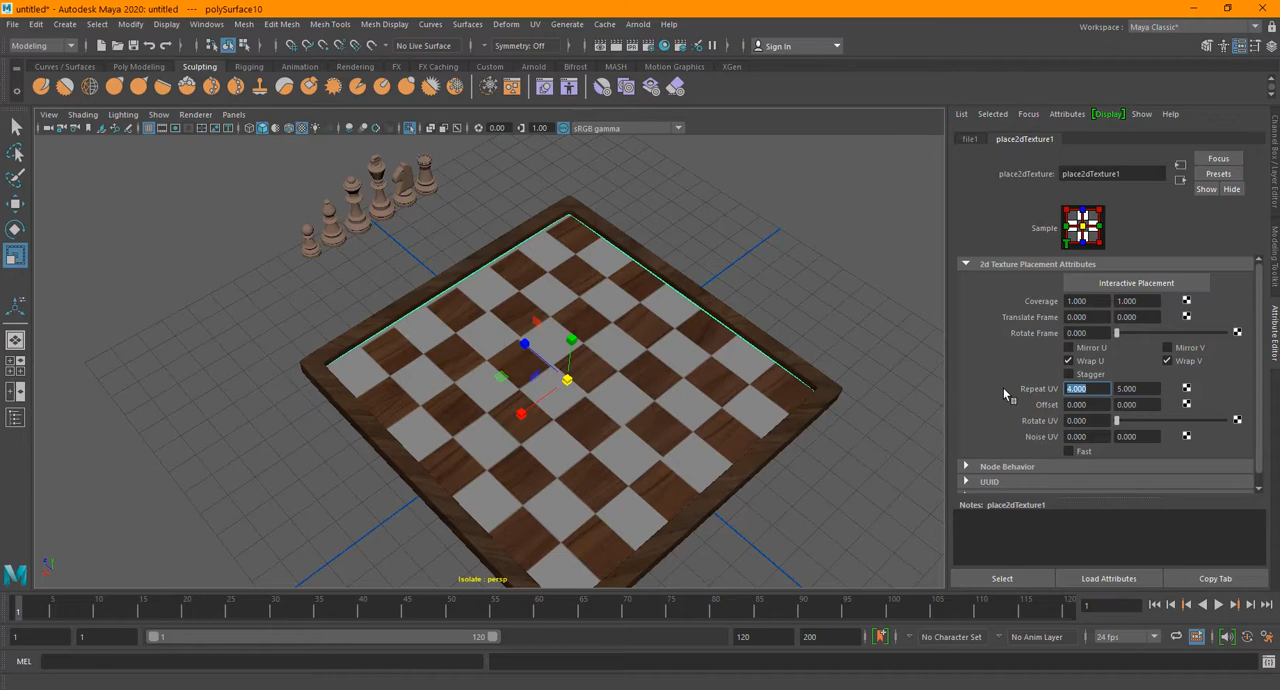 untitled* - Autodesk Maya 2020: untitled --- polySurface10
File Edit Create Select Modify Display Windows Mesh Edit Mesh Mesh Tools Mesh Display Curves Surfaces Deform UV Generate Cache Arnold Help
Workspace : Maya Classic*
Modeling No Live Surface Symmetry: Off Sign In
Curves / Surfaces Poly Modeling Sculpting Rigging Animation Rendering FX FX Caching Custom Arnold Bifrost MASH Motion Graphics XGen
View Shading Lighting Show Renderer Panels
0.00 1.00 sRGB gamma
List Selected Focus Attributes Display Show Help
file1 place2dTexture1
Focus
place2dTexture: place2dTexture1 Presets
Show Hide
Sample
2d Texture Placement Attributes
Interactive Placement
Coverage 1.000 1.000
Translate Frame 0.000 0.000
Rotate Frame 0.000
Mirror U Mirror V
Wrap U Wrap V
Stagger
Repeat UV 4.000 5.000
Offset 0.000 0.000
Rotate UV 0.000
Noise UV 0.000 0.000
Fast
Node Behavior
UUID
Notes: place2dTexture1
Select Load Attributes Copy Tab
Channel Box / Layer Editor
Modeling Toolkit
Attribute Editor
Isolate : persp
1 5 10 15 20 25 30 35 40 45 50 55 60 65 70 75 80 85 90 95 100 105 110 115 120 1
1 1 1 120 120 200 No Character Set No Anim Layer 24 fps
MEL